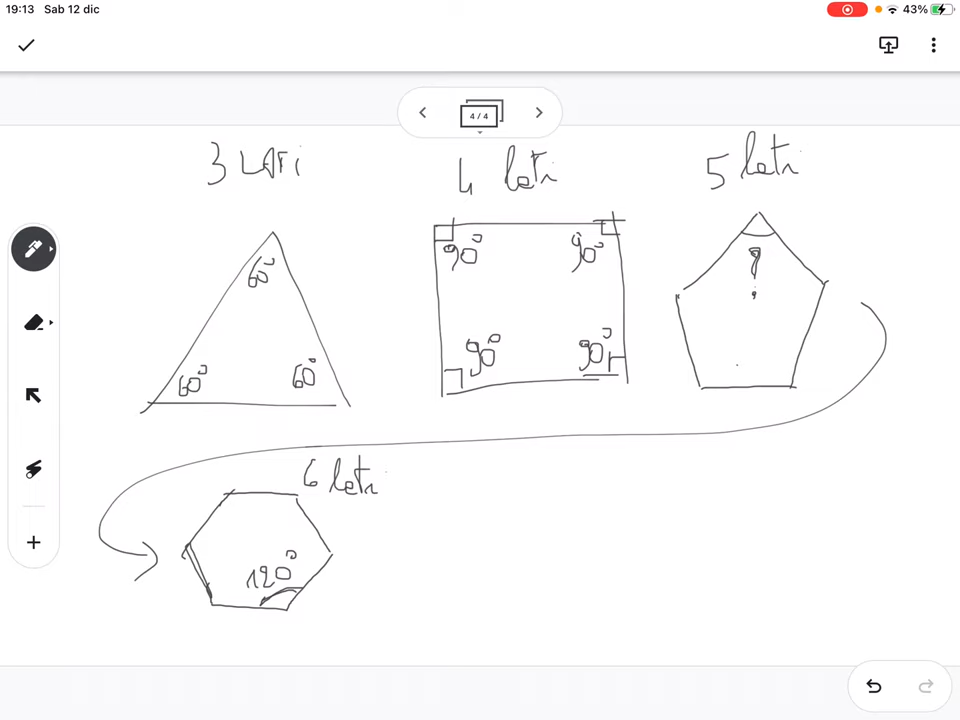 19:13 Sab 12 dic 43%
4/4
3 LATi 4 lati 5 lati
60° 90° 90° ?
60° 60° 90° 90°
6 lati
120°